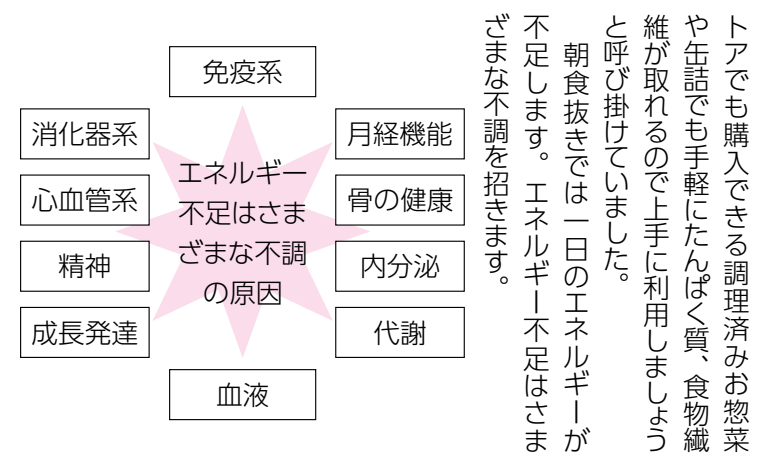 トアでも購入できる調理済みお惣菜
や缶詰でも手軽にたんぱく質、食物繊
維が取れるので上手に利用しましょう
と呼び掛けていました。
　朝食抜きでは一日のエネルギーが
不足します。エネルギー不足はさま
ざまな不調を招きます。
免疫系
月経機能
骨の健康
内分泌
代謝
血液
消化器系
心血管系
精神
成長発達
エネルギー
不足はさま
ざまな不調
の原因